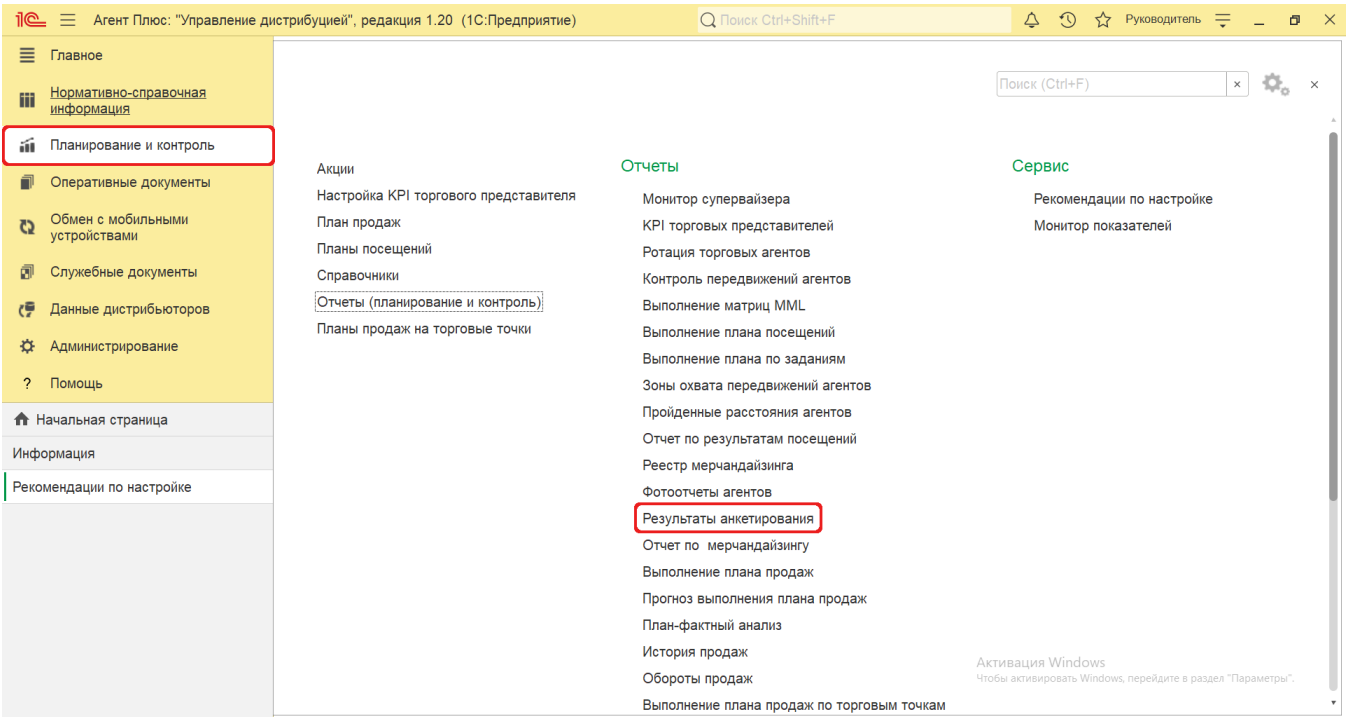 1С Агент Плюс: "Управление дистрибуцией", редакция 1.20 (1С:Предприятие) Поиск Ctrl+Shift+F Руководитель
Главное
Нормативно-справочная
информация
Планирование и контроль
Оперативные документы
Обмен с мобильными
устройствами
Служебные документы
Данные дистрибьюторов
Администрирование
? Помощь
Начальная страница
Информация
Рекомендации по настройке
Поиск (Ctrl+F) × ×
Акции
Настройка KPI торгового представителя
План продаж
Планы посещений
Справочники
Отчеты (планирование и контроль)
Планы продаж на торговые точки
Отчеты
Монитор супервайзера
KPI торговых представителей
Ротация торговых агентов
Контроль передвижений агентов
Выполнение матриц MML
Выполнение плана посещений
Выполнение плана по заданиям
Зоны охвата передвижений агентов
Пройденные расстояния агентов
Отчет по результатам посещений
Реестр мерчандайзинга
Фотоотчеты агентов
Результаты анкетирования
Отчет по мерчандайзингу
Выполнение плана продаж
Прогноз выполнения плана продаж
План-фактный анализ
История продаж
Обороты продаж
Выполнение плана продаж по торговым точкам
Сервис
Рекомендации по настройке
Монитор показателей
Активация Windows
Чтобы активировать Windows, перейдите в раздел "Параметры".